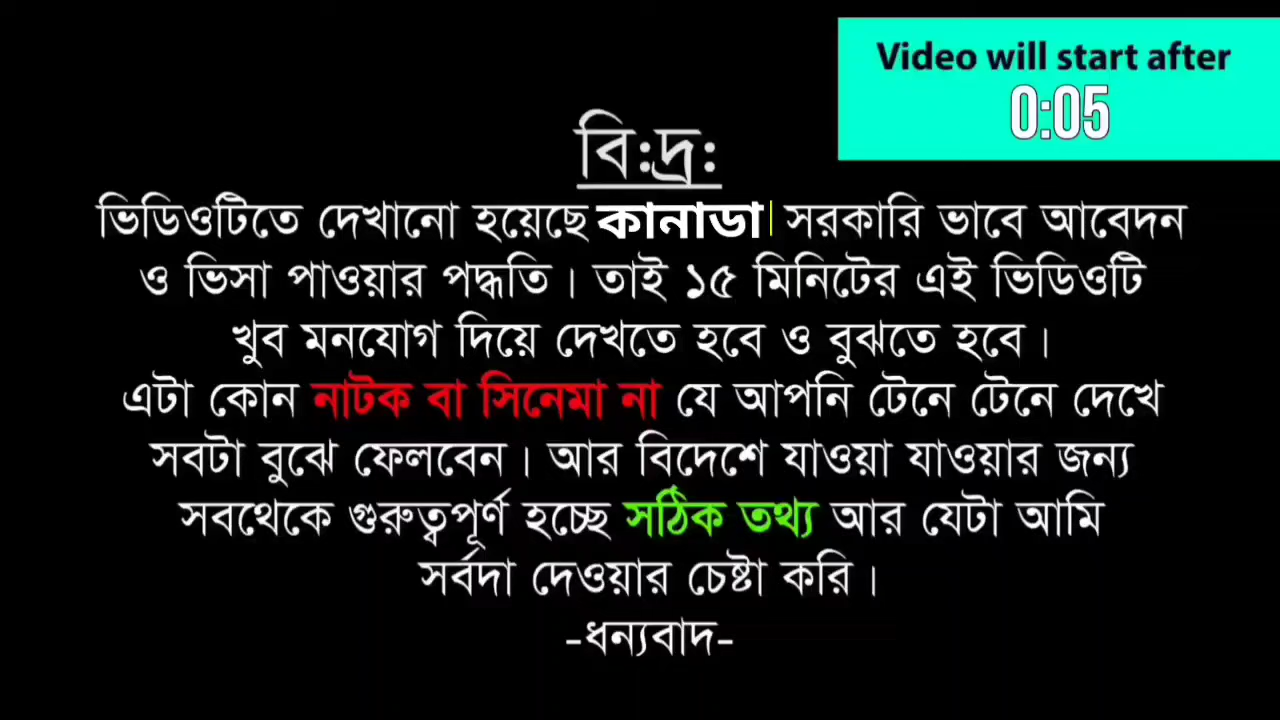 Video will start after
0:05
বি:দ্র:
ভিডিওটিতে দেখানো হয়েছে কানাডা সরকারি ভাবে আবেদন
ও ভিসা পাওয়ার পদ্ধতি। তাই ১৫ মিনিটের এই ভিডিওটি
খুব মনযোগ দিয়ে দেখতে হবে ও বুঝতে হবে।
এটা কোন নাটক বা সিনেমা না যে আপনি টেনে টেনে দেখে
সবটা বুঝে ফেলবেন। আর বিদেশে যাওয়া যাওয়ার জন্য
সবথেকে গুরুত্বপূর্ণ হচ্ছে সঠিক তথ্য আর যেটা আমি
সর্বদা দেওয়ার চেষ্টা করি।
-ধন্যবাদ-